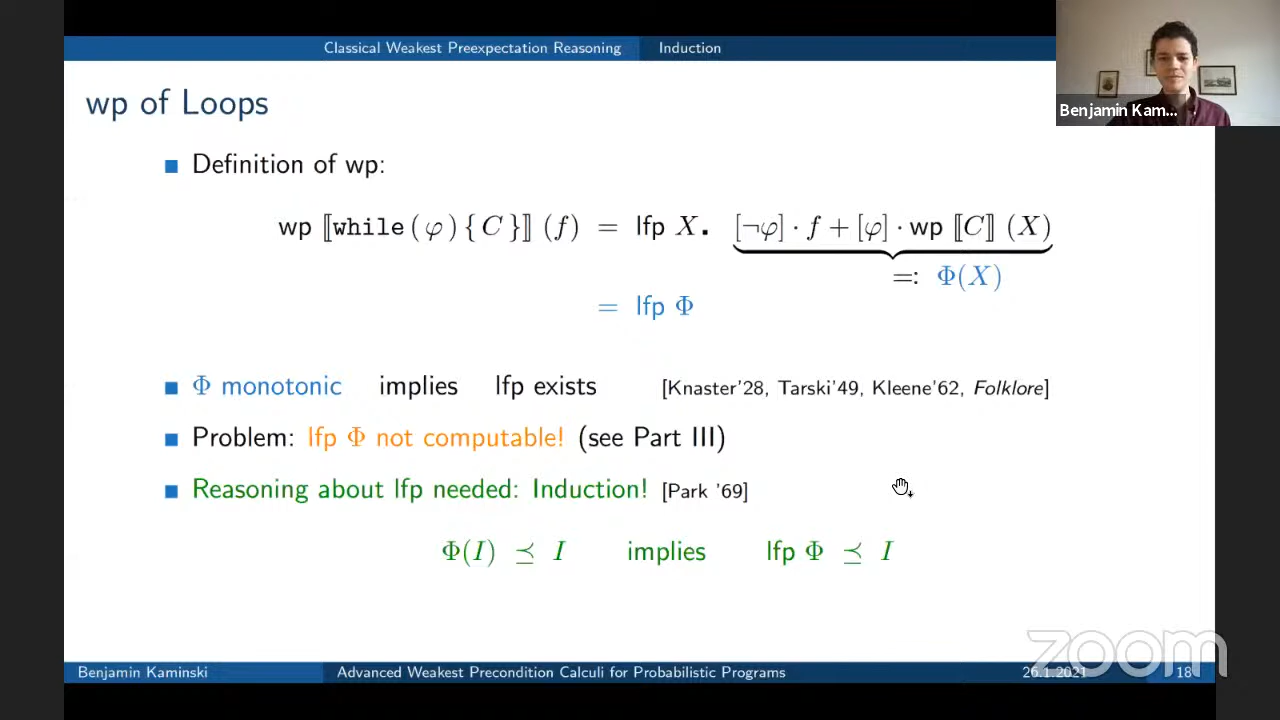 Classical Weakest Preexpectation Reasoning Induction
Benjamin Kam...
wp of Loops
Definition of wp:
wp ⟦while ( φ ) { C }⟧ (f) = lfp X. [¬φ] · f + [φ] · wp ⟦C⟧ (X)
=: Φ(X)
= lfp Φ
Φ monotonic implies lfp exists [Knaster'28, Tarski'49, Kleene'62, Folklore]
Problem: lfp Φ not computable! (see Part III)
Reasoning about lfp needed: Induction! [Park '69]
Φ(I) ⪯ I implies lfp Φ ⪯ I
zoom
Benjamin Kaminski Advanced Weakest Precondition Calculi for Probabilistic Programs 26.1.2021 18